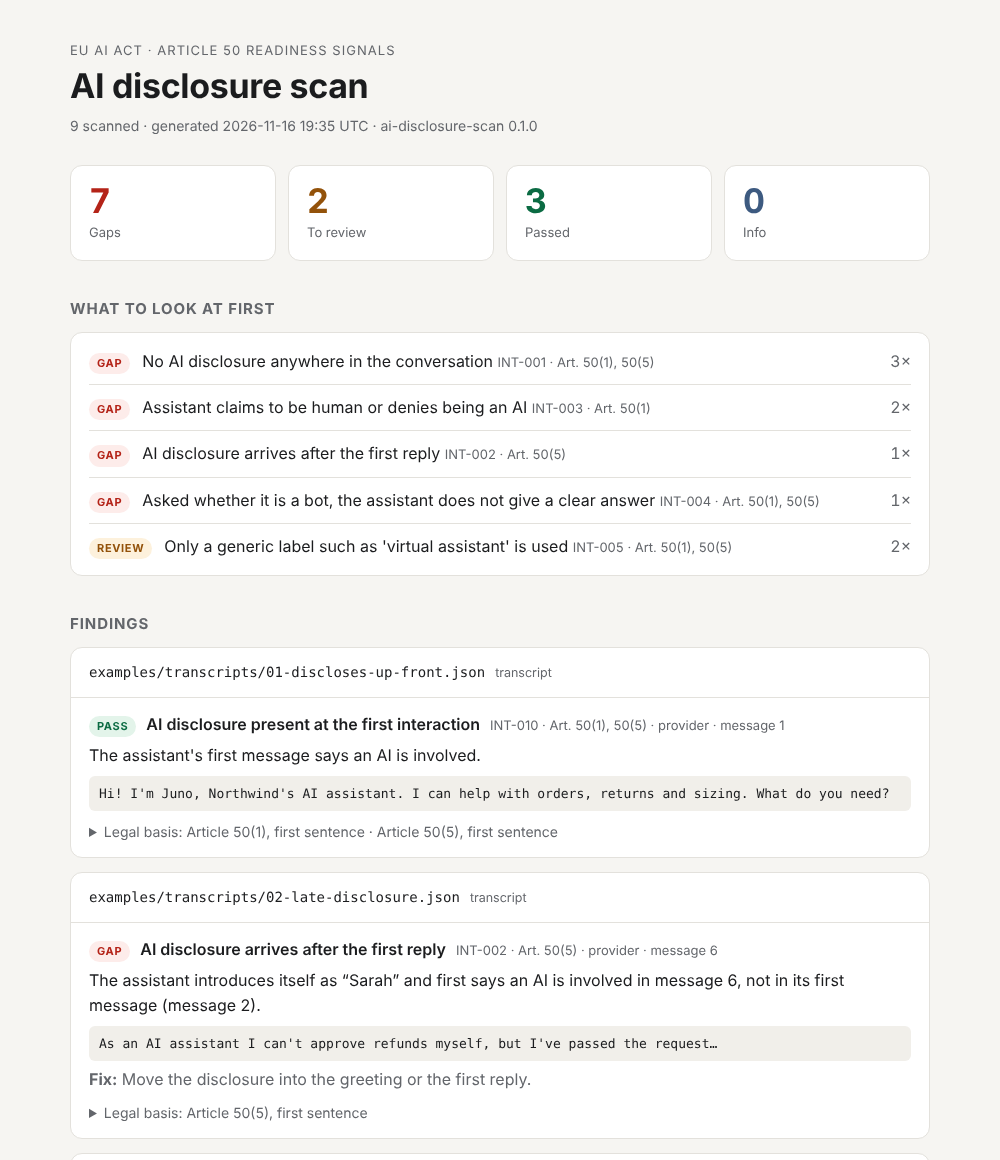 EU AI ACT · ARTICLE 50 READINESS SIGNALS
AI disclosure scan
9 scanned · generated 2026-11-16 19:35 UTC · ai-disclosure-scan 0.1.0
7
Gaps
2
To review
3
Passed
0
Info
WHAT TO LOOK AT FIRST
GAP No AI disclosure anywhere in the conversation INT-001 · Art. 50(1), 50(5) 3×
GAP Assistant claims to be human or denies being an AI INT-003 · Art. 50(1) 2×
GAP AI disclosure arrives after the first reply INT-002 · Art. 50(5) 1×
GAP Asked whether it is a bot, the assistant does not give a clear answer INT-004 · Art. 50(1), 50(5) 1×
REVIEW Only a generic label such as 'virtual assistant' is used INT-005 · Art. 50(1), 50(5) 2×
FINDINGS
examples/transcripts/01-discloses-up-front.json transcript
PASS AI disclosure present at the first interaction INT-010 · Art. 50(1), 50(5) · provider · message 1
The assistant's first message says an AI is involved.
Hi! I'm Juno, Northwind's AI assistant. I can help with orders, returns and sizing. What do you need?
▶ Legal basis: Article 50(1), first sentence · Article 50(5), first sentence
examples/transcripts/02-late-disclosure.json transcript
GAP AI disclosure arrives after the first reply INT-002 · Art. 50(5) · provider · message 6
The assistant introduces itself as “Sarah” and first says an AI is involved in message 6, not in its first
message (message 2).
As an AI assistant I can't approve refunds myself, but I've passed the request…
Fix: Move the disclosure into the greeting or the first reply.
▶ Legal basis: Article 50(5), first sentence